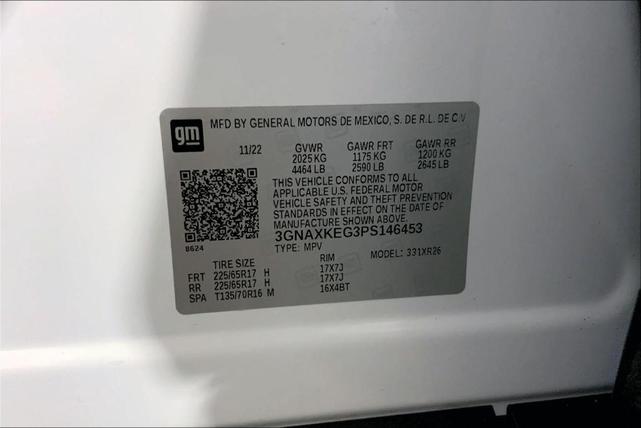 gm
MFD BY GENERAL MOTORS DE MEXICO, S. DE R.L. DE C.V
11/22 GVWR GAWR FRT GAWR RR
2025 KG 1175 KG 1200 KG
4464 LB 2590 LB 2645 LB
THIS VEHICLE CONFORMS TO ALL
APPLICABLE U.S. FEDERAL MOTOR
VEHICLE SAFETY AND THEFT PREVENTION
STANDARDS IN EFFECT ON THE DATE OF
MANUFACTURE SHOWN ABOVE.
3GNAXKEG3PS146453
8624
TYPE: MPV MODEL: 331XR26
TIRE SIZE RIM
FRT 225/65R17 H 17X7J
RR 225/65R17 H 17X7J
SPA T135/70R16 M 16X4BT